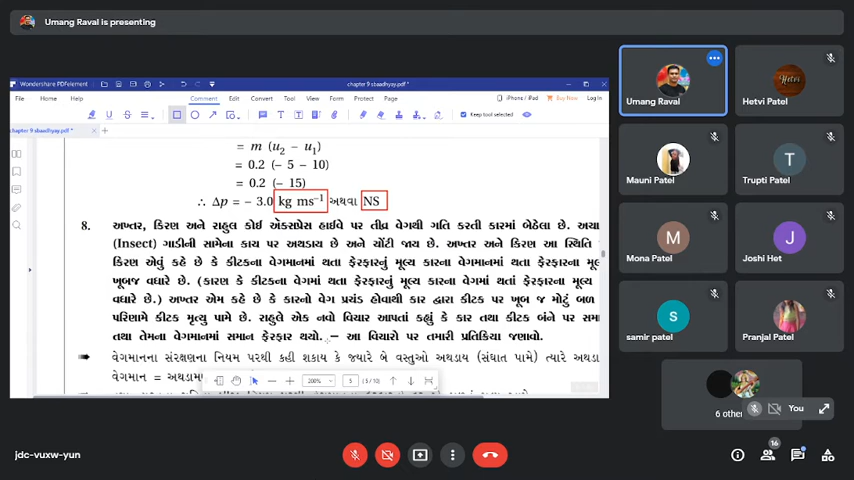 Umang Raval is presenting
Wondershare PDFelement
chapter 9 sbaadhyay.pdf *
File Home Help
Comment Edit Convert View Organize Tools Form Protect Page
iPhone / iPad Buy Now Log In
Keep tool selected
chapter 9 sbaadhyay.pdf *
= m (u2 – u1)
= 0.2 (– 5 – 10)
= 0.2 (– 15)
∴ Δp = – 3.0 kg ms⁻¹ અથવા NS
8. અખ્તર, કિરણ અને રાહુલ કોઈ એક્સપ્રેસ હાઈવે પર તીવ્ર વેગથી ગતિ કરતી કારમાં બેઠેલા છે. અચા
(Insect) ગાડીની સામેના કાચ પર અથડાય છે અને ચોંટી જાય છે. અખ્તર અને કિરણ આ સ્થિતિ
કિરણ એવું કહે છે કે કીટકના વેગમાનમાં થતા ફેરફારનું મૂલ્ય કારના વેગમાનમાં થતા ફેરફારના મૂલ્
ખૂબજ વધારે છે. (કારણ કે કીટકના વેગમાં થતા ફેરફારનું મૂલ્ય કારના વેગમાં થતાં ફેરફારના મૂલ્ય
વધારે છે.) અખ્તર એમ કહે છે કે કારનો વેગ પ્રચંડ હોવાથી કાર દ્વારા કીટક પર ખૂબ જ મોટું બળ
પરિણામે કીટક મૃત્યુ પામે છે. રાહુલે એક નવો વિચાર આપતાં કહ્યું કે કાર તથા કીટક બંને પર સમા
તથા તેમના વેગમાનમાં સમાન ફેરફાર થયો. – આ વિચારો પર તમારી પ્રતિક્રિયા જણાવો.
વેગમાનના સંરક્ષણના નિયમ પરથી કહી શકાય કે જ્યારે બે વસ્તુઓ અથડાય (સંઘાત પામે) ત્યારે અથડા
વેગમાન = અથડામ
200% 5 (5 / 10)
Umang Raval
Hetvi
Hetvi Patel
Mauni Patel
T
Trupti Patel
M
Mona Patel
J
Joshi Het
S
samir patel
Pranjal Patel
6 other
You
jdc-vuxw-yun
16